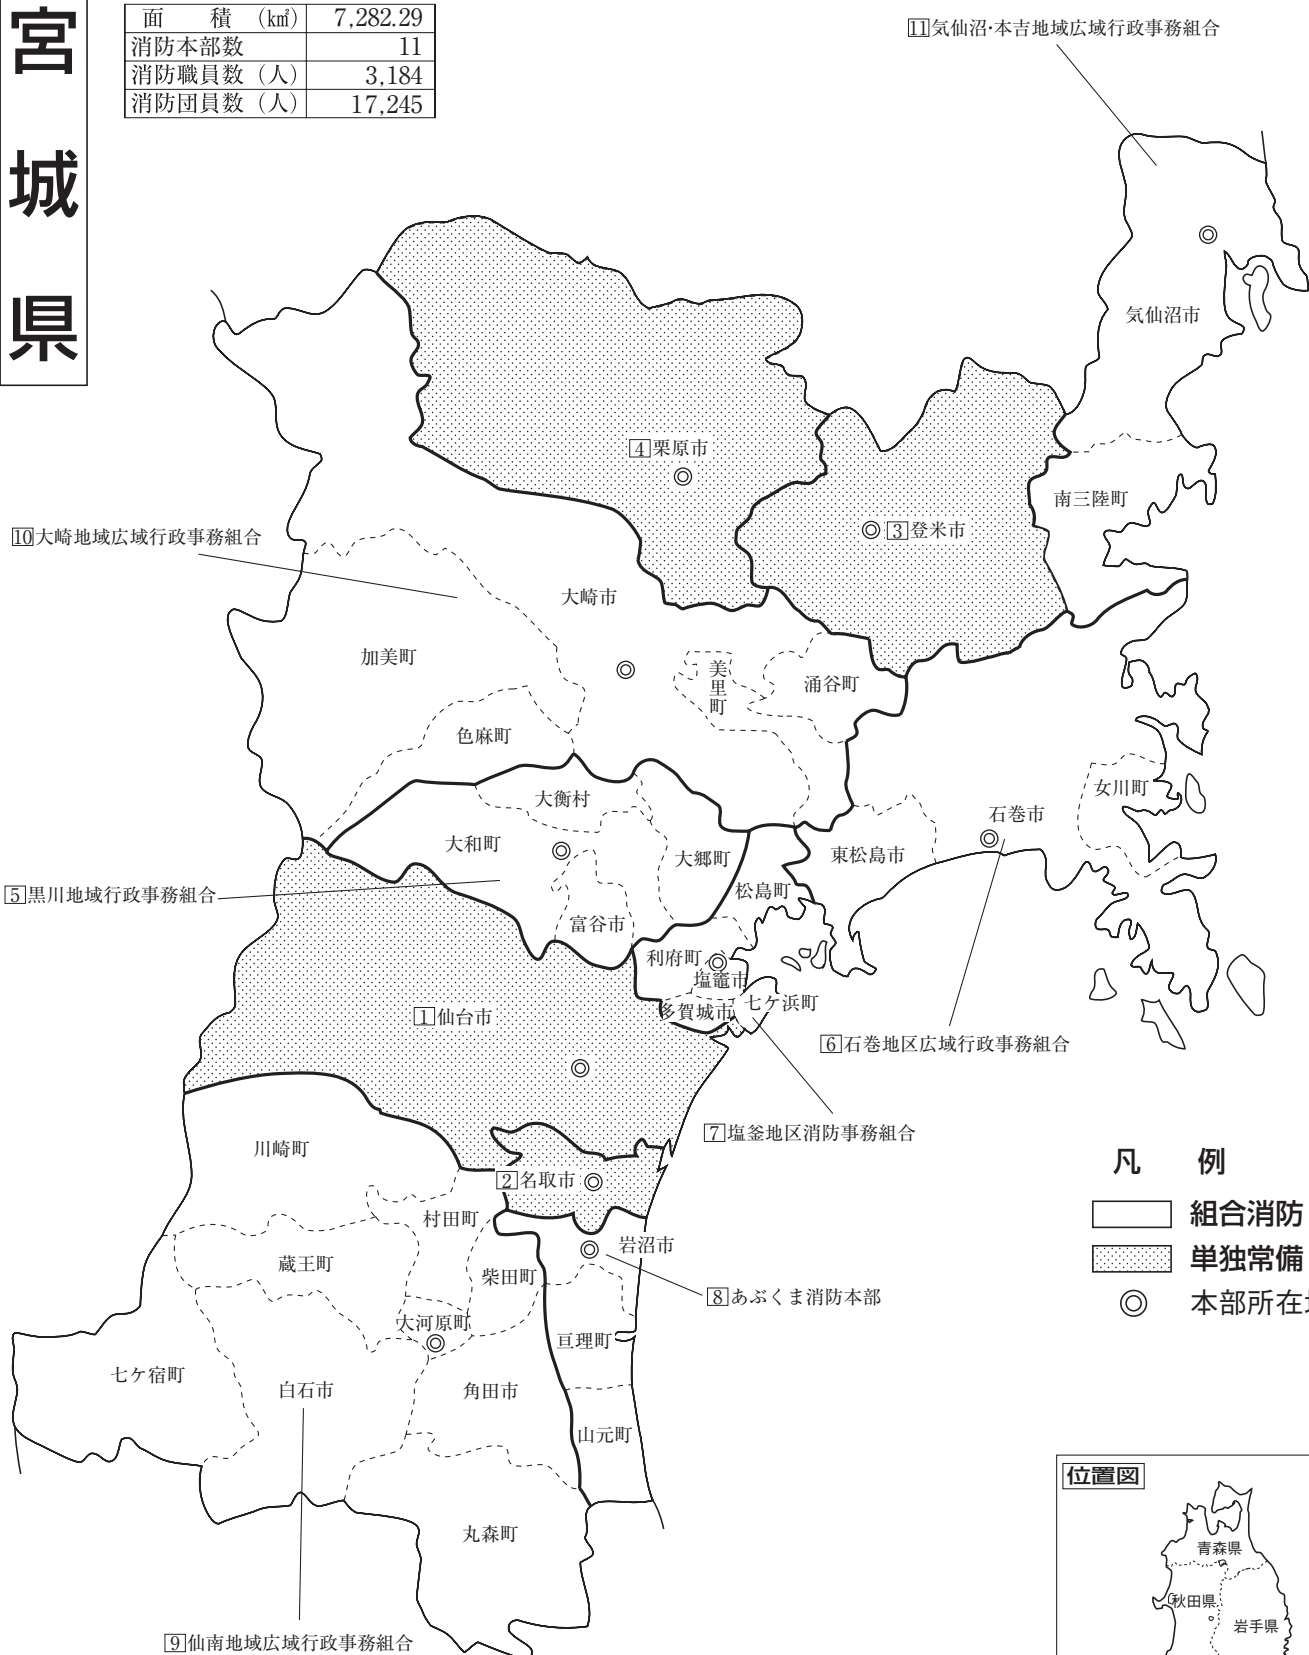 宮城県
面　積（㎢） 7,282.29
消防本部数 11
消防職員数（人） 3,184
消防団員数（人） 17,245
11気仙沼・本吉地域広域行政事務組合
気仙沼市
4栗原市
南三陸町
3登米市
10大崎地域広域行政事務組合
大崎市
加美町
美里町
涌谷町
色麻町
女川町
大衡村
石巻市
大和町
大郷町
東松島市
松島町
5黒川地域行政事務組合
富谷市
利府町
塩竈市
七ケ浜町
多賀城市
1仙台市
6石巻地区広域行政事務組合
7塩釜地区消防事務組合
川崎町
2名取市
村田町
岩沼市
蔵王町
柴田町
8あぶくま消防本部
大河原町
亘理町
七ケ宿町
白石市
角田市
山元町
丸森町
9仙南地域広域行政事務組合
凡　例
組合消防
単独常備
本部所在
位置図
青森県
秋田県
岩手県